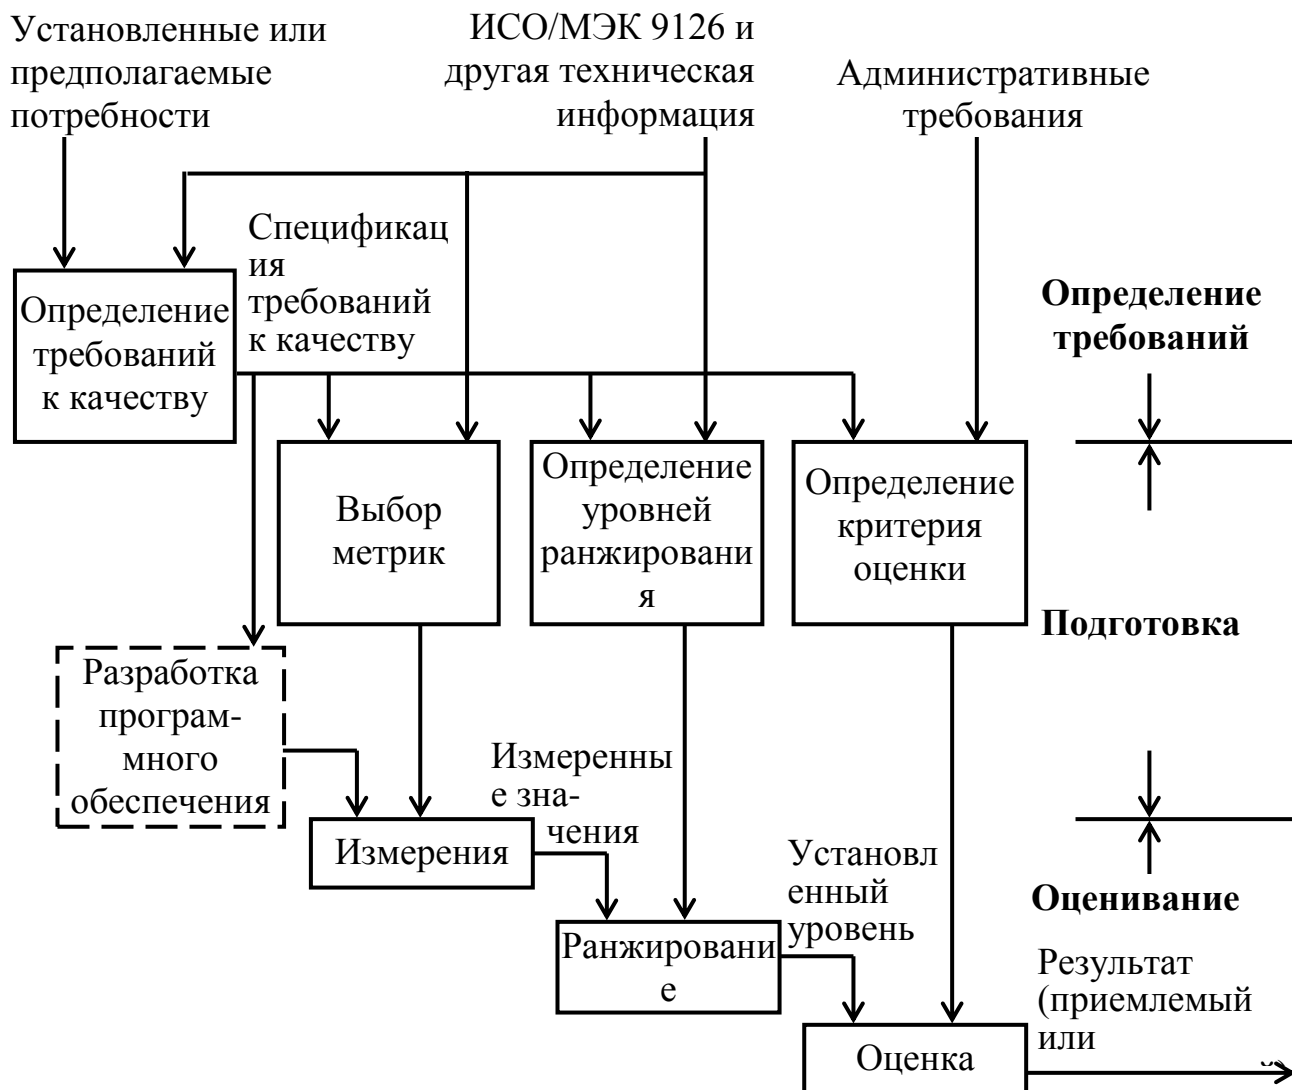 Установленные или
предполагаемые
потребности
ИСО/МЭК 9126 и
другая техническая
информация
Административные
требования
Спецификац
ия
требований
к качеству
Определение
требований
к качеству
Определение
требований
Выбор
метрик
Определение
уровней
ранжировани
я
Определение
критерия
оценки
Подготовка
Разработка
програм-
много
обеспечения
Измеренны
е зна-
чения
Измерения
Установл
енный
уровень
Оценивание
Ранжировани
е
Результат
(приемлемый
или
Оценка